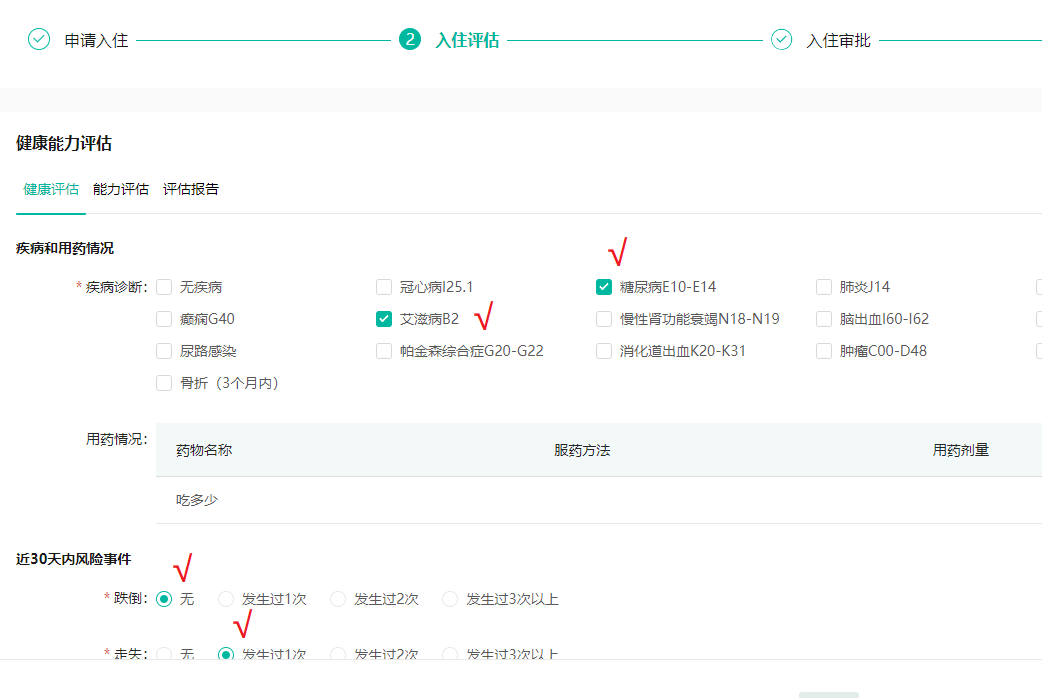 申请入住 2 入住评估 入住审批
健康能力评估
健康评估 能力评估 评估报告
疾病和用药情况
* 疾病诊断: 无疾病 冠心病I25.1 糖尿病E10-E14 肺炎J14
癫痫G40 艾滋病B2 慢性肾功能衰竭N18-N19 脑出血I60-I62
尿路感染 帕金森综合症G20-G22 消化道出血K20-K31 肿瘤C00-D48
骨折（3个月内）
用药情况: 药物名称 服药方法 用药剂量
吃多少
近30天内风险事件
* 跌倒: 无 发生过1次 发生过2次 发生过3次以上
* 走失: 无 发生过1次 发生过2次 发生过3次以上